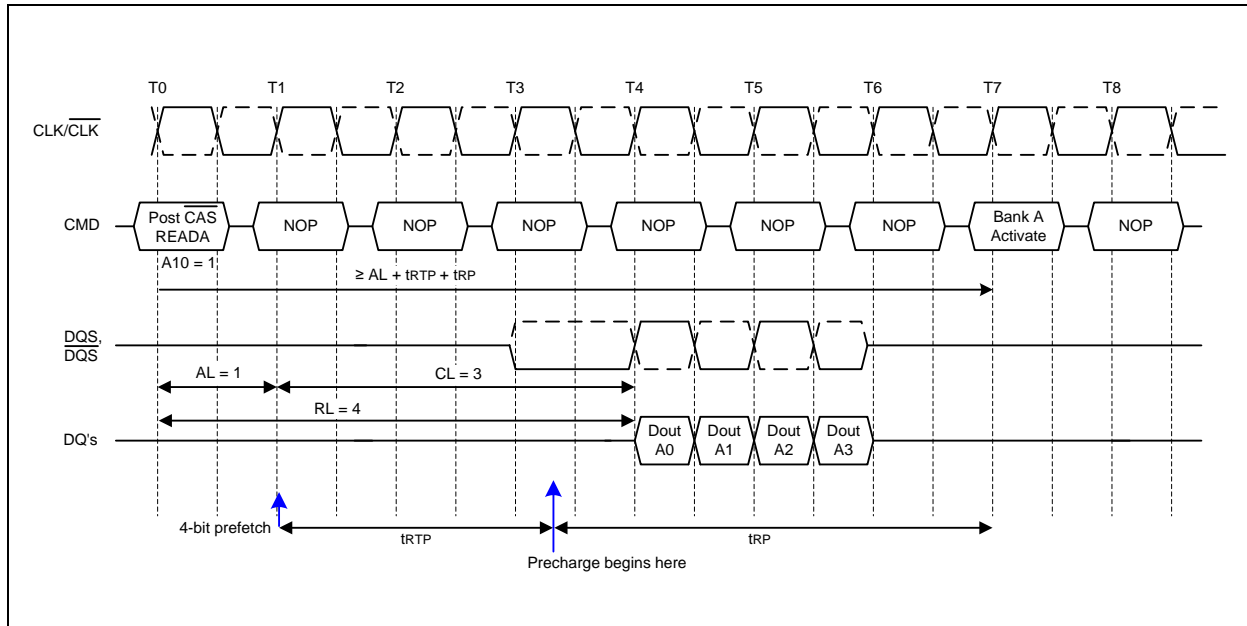 T0 T1 T2 T3 T4 T5 T6 T7 T8
CLK/CLK
CMD
Post CAS
READA
NOP NOP NOP NOP NOP NOP
Bank A
Activate
NOP
A10 = 1
≥ AL + tRTP + tRP
DQS,
DQS
AL = 1
CL = 3
RL = 4
DQ's
Dout
A0
Dout
A1
Dout
A2
Dout
A3
4-bit prefetch
tRTP
tRP
Precharge begins here